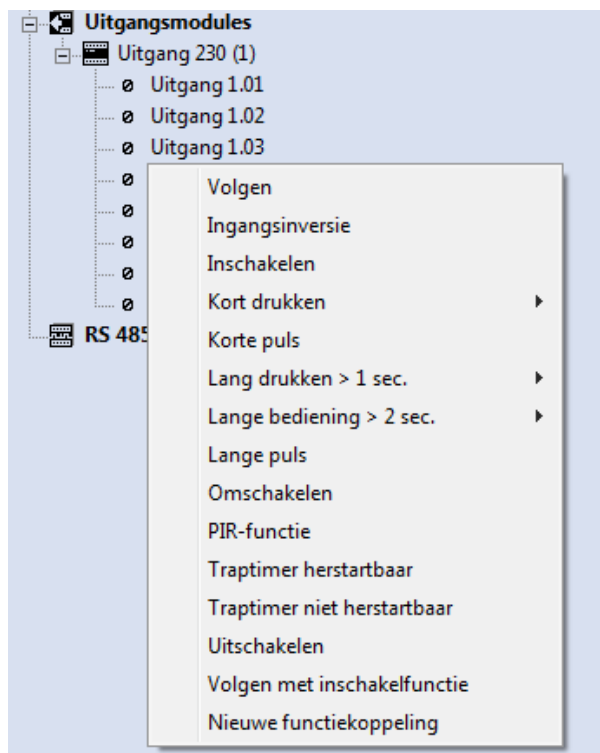 Uitgangsmodules
Uitgang 230 (1)
Uitgang 1.01
Uitgang 1.02
Uitgang 1.03
Volgen
Ingangsinversie
Inschakelen
Kort drukken
Korte puls
RS 485
Lang drukken > 1 sec.
Lange bediening > 2 sec.
Lange puls
Omschakelen
PIR-functie
Traptimer herstartbaar
Traptimer niet herstartbaar
Uitschakelen
Volgen met inschakelfunctie
Nieuwe functiekoppeling